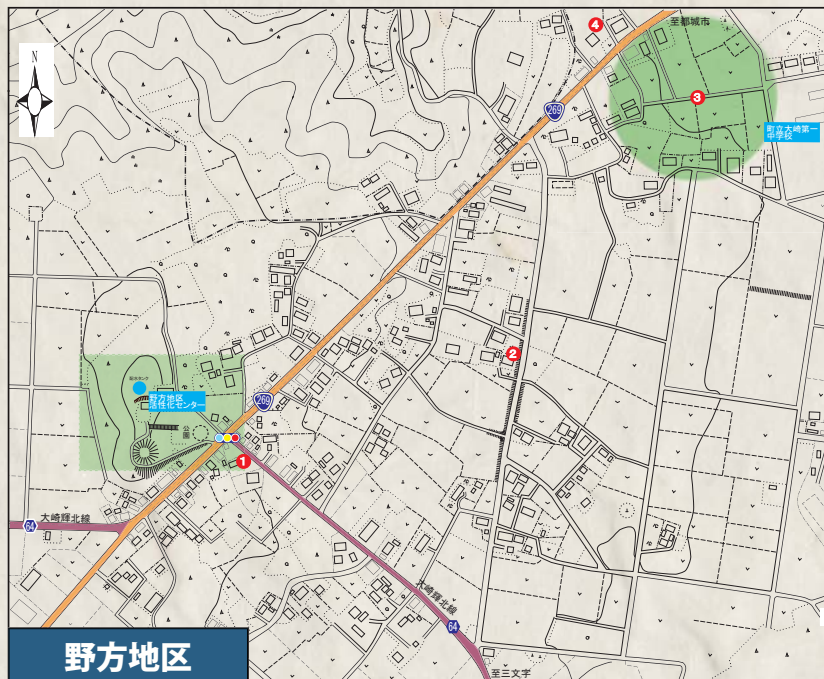 N
4
至都城市
269
3
町立大崎第一
中学校
2
野方地区
活性化センター
269
公園
1
大崎輝北線
64
大崎輝北線
64
野方地区
至三文字